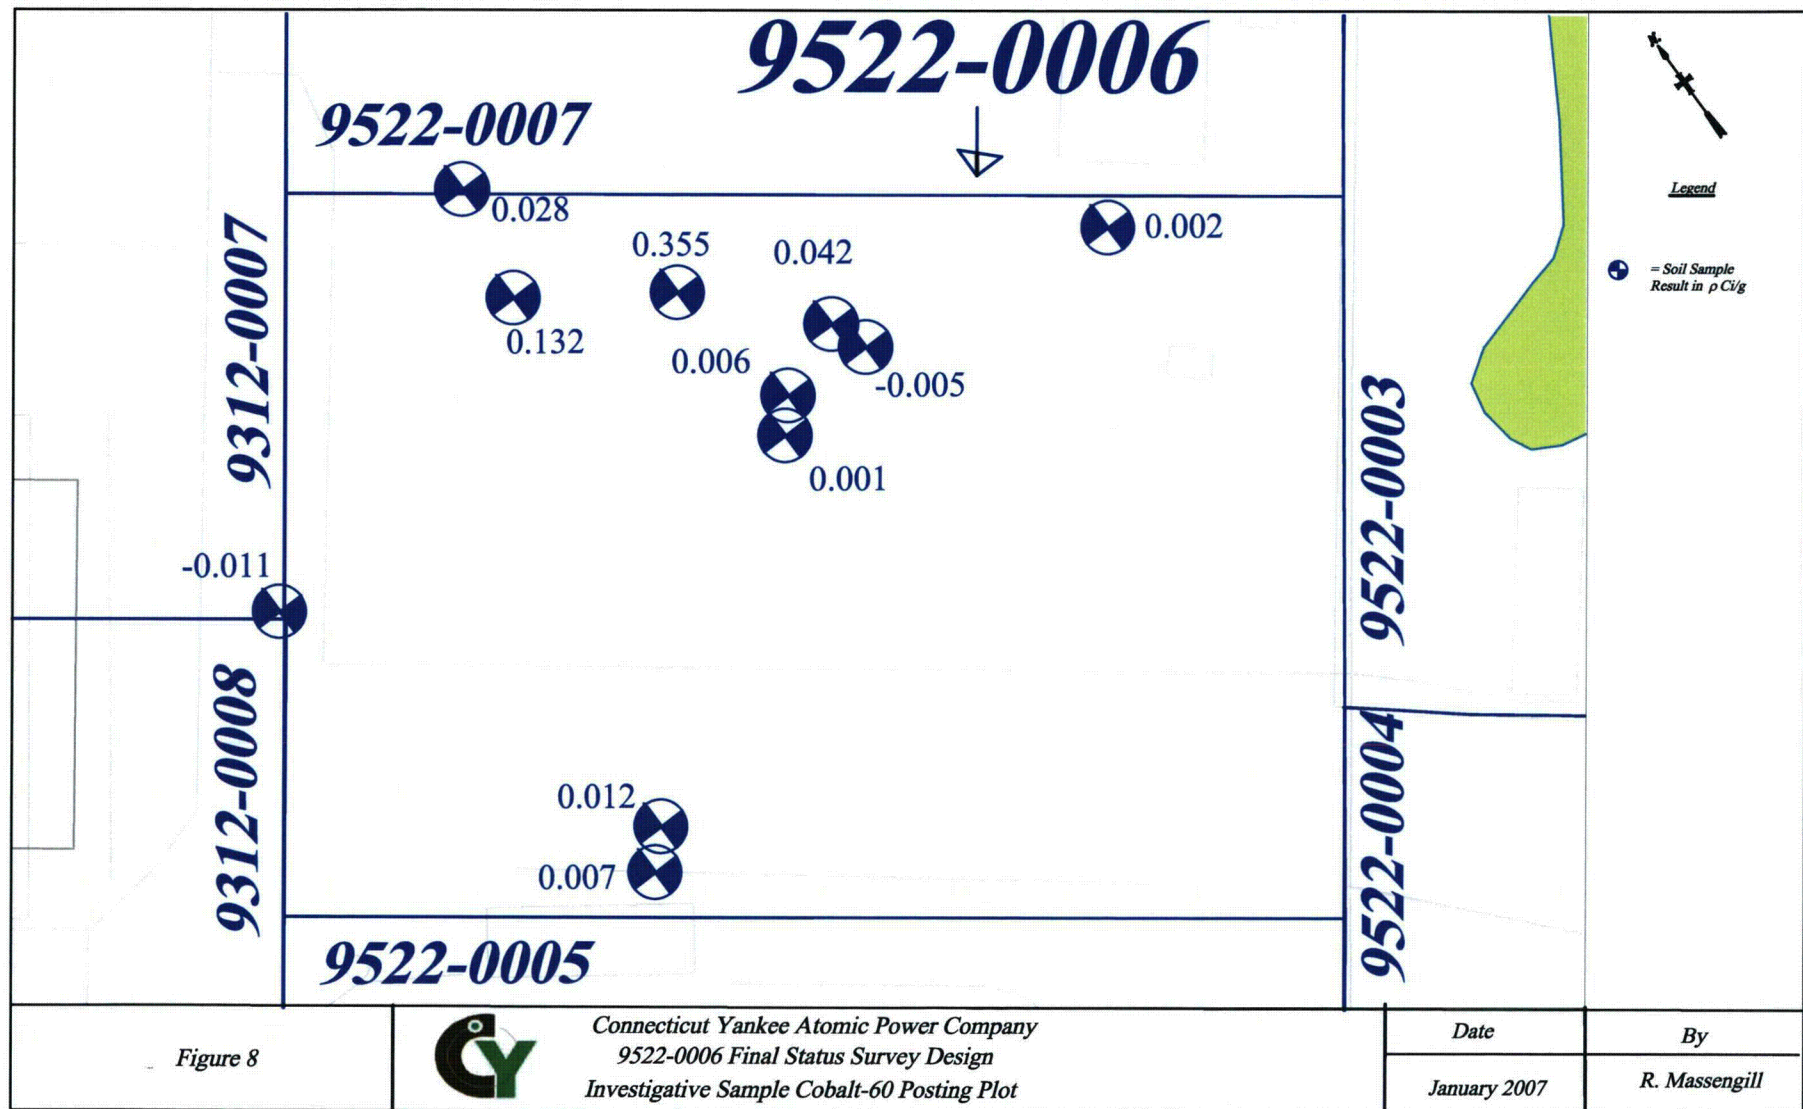 9522-0006
9522-0007
N
0.028
0.355
0.042
0.002
Legend
= Soil Sample
Result in ρ Ci/g
9312-0007
0.132
0.006
-0.005
0.001
9522-0003
-0.011
9312-0008
9522-0004
0.012
0.007
9522-0005
Figure 8
CY
Connecticut Yankee Atomic Power Company
9522-0006 Final Status Survey Design
Investigative Sample Cobalt-60 Posting Plot
Date
January 2007
By
R. Massengill